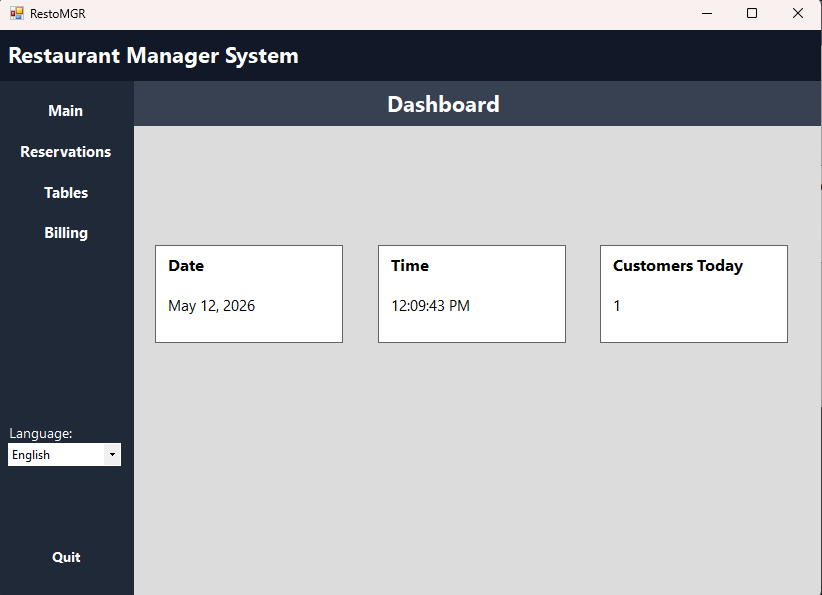 RestoMGR
Restaurant Manager System
Main
Reservations
Tables
Billing
Language:
English
Quit
Dashboard
Date
May 12, 2026
Time
12:09:43 PM
Customers Today
1